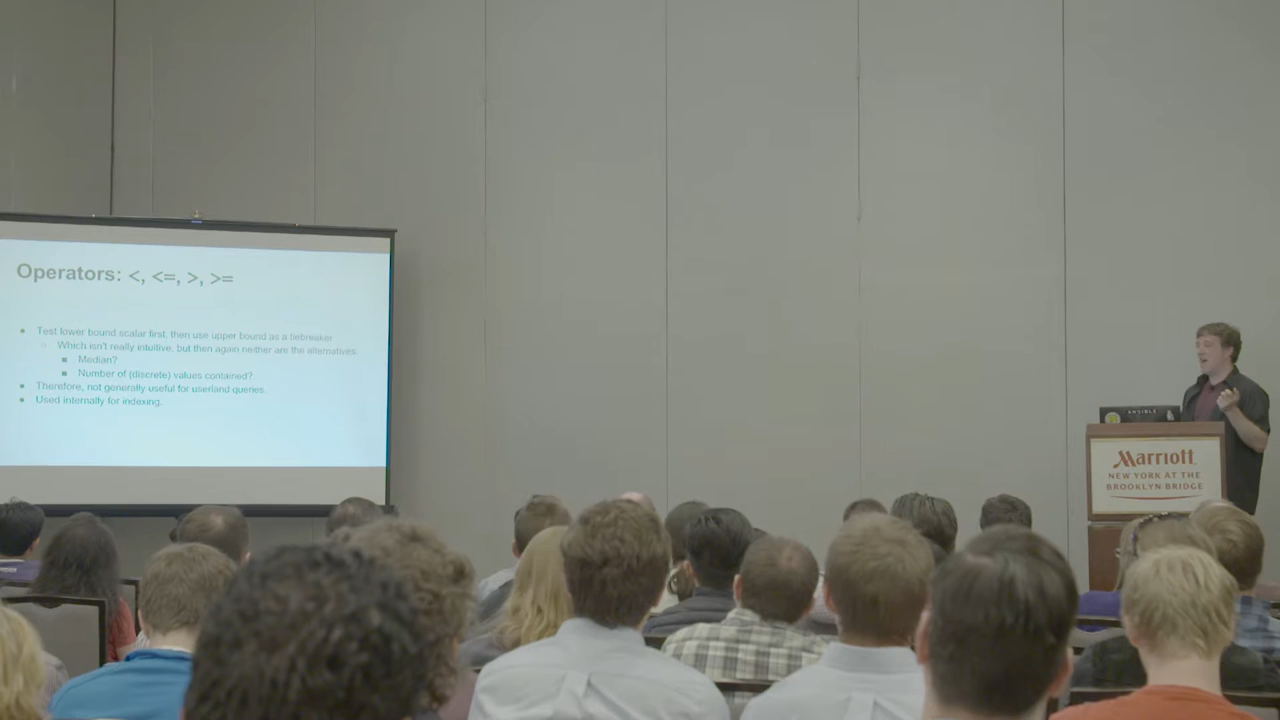 Operators: <, <=, >, >=
Test lower bound scalar first, then use upper bound as a tiebreaker
Which isn't really intuitive, but then again neither are the alternatives
Median?
Number of (discrete) values contained?
Therefore, not generally useful for userland queries.
Used internally for indexing.
ANSIBLE
Marriott
NEW YORK AT THE
BROOKLYN BRIDGE